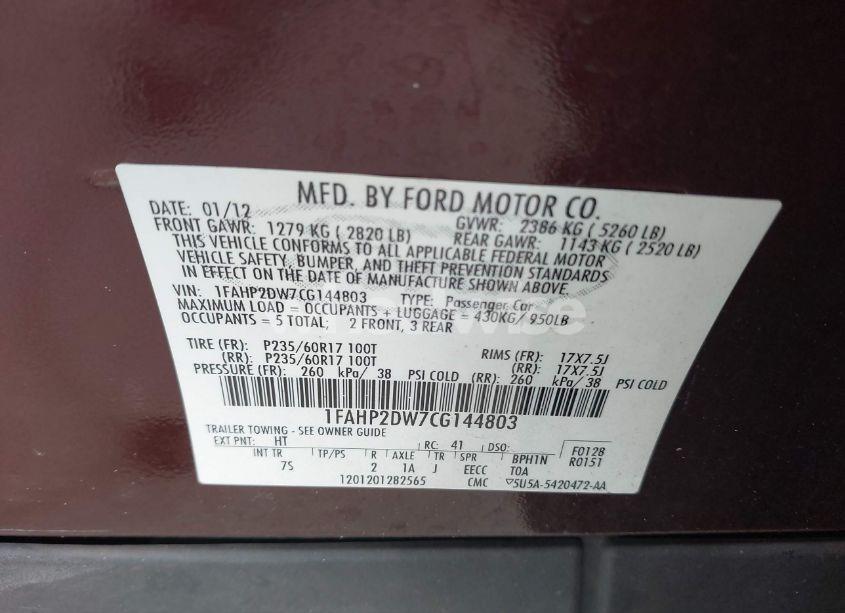 MFD. BY FORD MOTOR CO.
DATE: 01/12 GVWR: 2386 KG ( 5260 LB)
FRONT GAWR: 1279 KG ( 2820 LB) REAR GAWR: 1143 KG ( 2520 LB)
THIS VEHICLE CONFORMS TO ALL APPLICABLE FEDERAL MOTOR
VEHICLE SAFETY, BUMPER, AND THEFT PREVENTION STANDARDS
IN EFFECT ON THE DATE OF MANUFACTURE SHOWN ABOVE.
VIN: 1FAHP2DW7CG144803 TYPE: Passenger Car
MAXIMUM LOAD = OCCUPANTS + LUGGAGE = 430KG/ 950LB
OCCUPANTS = 5 TOTAL; 2 FRONT, 3 REAR
TIRE (FR): P235/60R17 100T RIMS (FR): 17X7.5J
(RR): P235/60R17 100T (RR): 17X7.5J
PRESSURE (FR): 260 kPa/ 38 PSI COLD (RR): 260 kPa/ 38 PSI COLD
1FAHP2DW7CG144803
TRAILER TOWING - SEE OWNER GUIDE
EXT PNT: HT RC: 41 DSO: F0128
INT TR TP/PS R AXLE TR SPR BPH1N R0151
7S 2 1A J EECC T0A
1201201282565 CMC ▽5U5A-5420472-AA